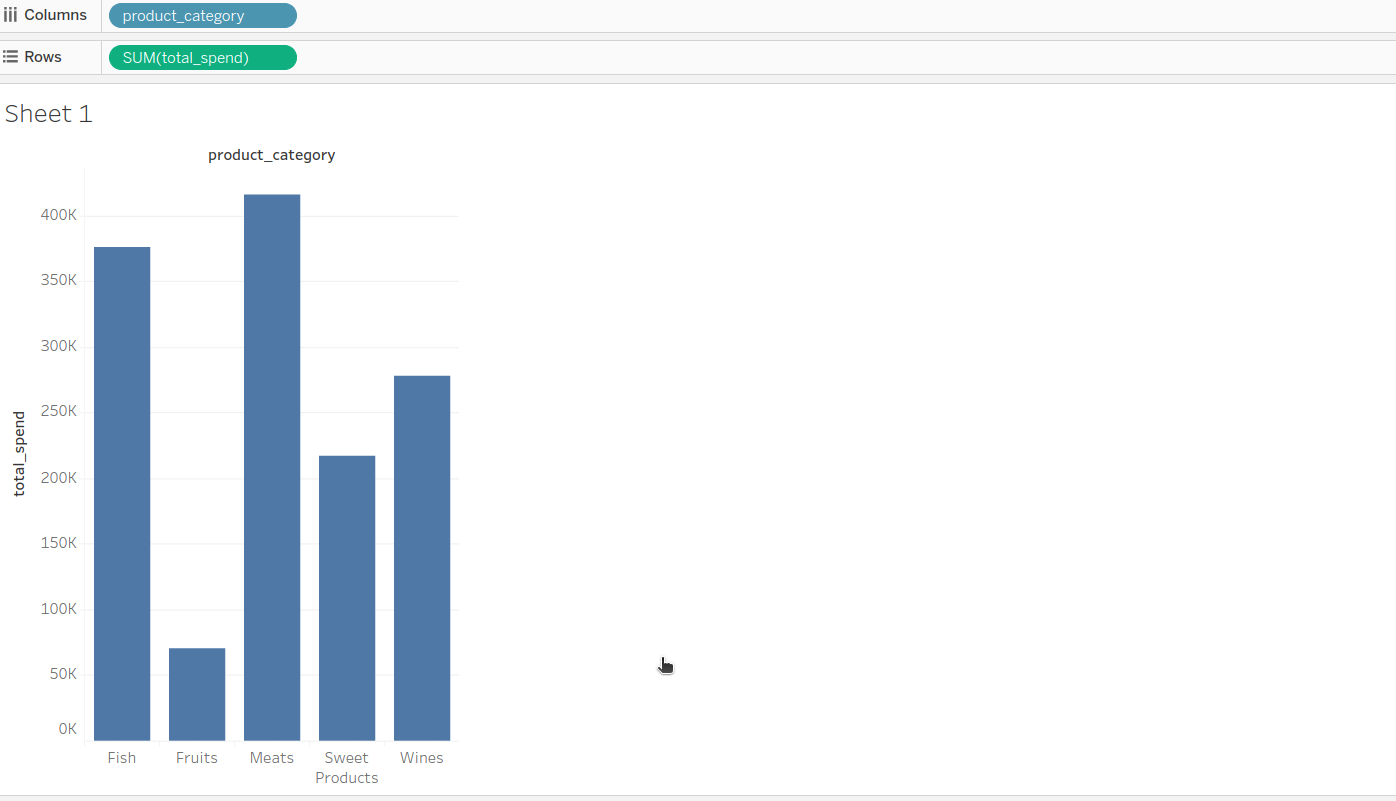 Columns
product_category
Rows
SUM(total_spend)
Sheet 1
product_category
total_spend
400K
350K
300K
250K
200K
150K
100K
50K
0K
Fish
Fruits
Meats
Sweet
Products
Wines